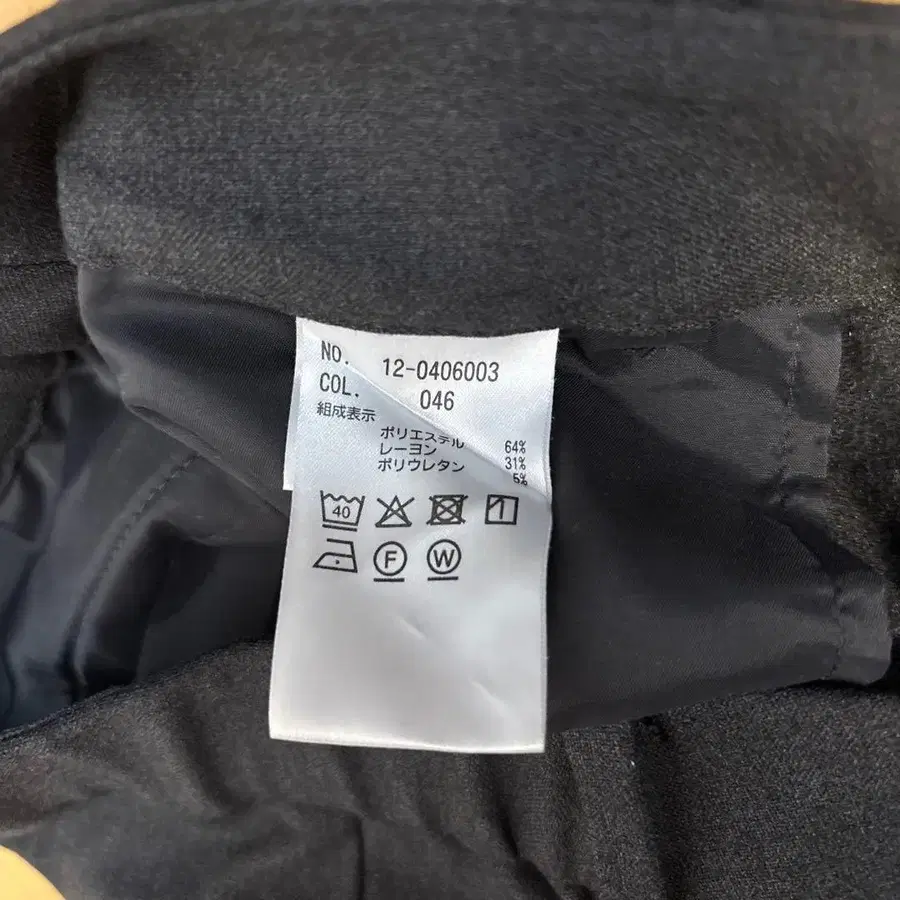 NO. 12-0406003
COL. 046
組成表示
ポリエステル 64%
レーヨン 31%
ポリウレタン 5%
40
F W